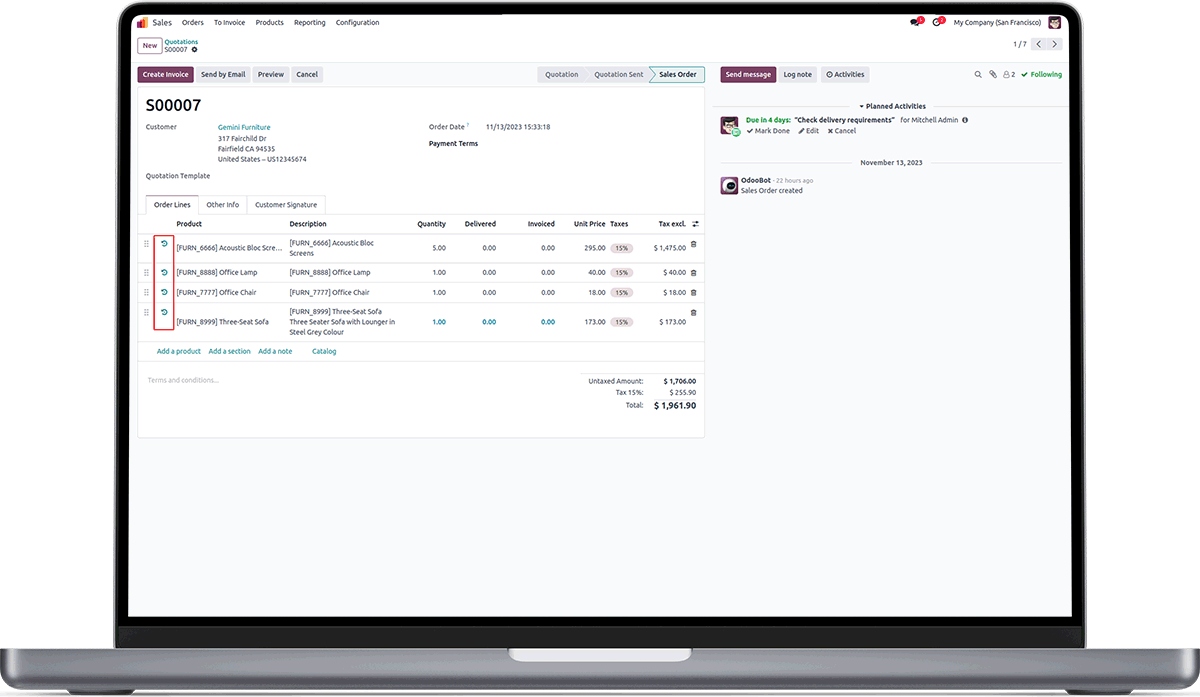 Sales Orders To Invoice Products Reporting Configuration 1 2 My Company (San Francisco)
New Quotations
S00007
1 / 7
Create Invoice Send by Email Preview Cancel Quotation Quotation Sent Sales Order Send message Log note Activities 2 Following
S00007
Customer Gemini Furniture
317 Fairchild Dr
Fairfield CA 94535
United States – US12345674
Order Date ? 11/13/2023 15:33:18
Payment Terms
Quotation Template
Planned Activities
Due in 4 days: "Check delivery requirements" for Mitchell Admin
Mark Done Edit Cancel
November 13, 2023
OdooBot - 22 hours ago
Sales Order created
Order Lines Other Info Customer Signature
Product Description Quantity Delivered Invoiced Unit Price Taxes Tax excl.
[FURN_6666] Acoustic Bloc Scre... [FURN_6666] Acoustic Bloc
Screens 5.00 0.00 0.00 295.00 15% $ 1,475.00
[FURN_8888] Office Lamp [FURN_8888] Office Lamp 1.00 0.00 0.00 40.00 15% $ 40.00
[FURN_7777] Office Chair [FURN_7777] Office Chair 1.00 0.00 0.00 18.00 15% $ 18.00
[FURN_8999] Three-Seat Sofa
[FURN_8999] Three-Seat Sofa Three Seater Sofa with Lounger in 1.00 0.00 0.00 173.00 15% $ 173.00
Steel Grey Colour
Add a product Add a section Add a note Catalog
Terms and conditions...
Untaxed Amount: $ 1,706.00
Tax 15%: $ 255.90
Total: $ 1,961.90